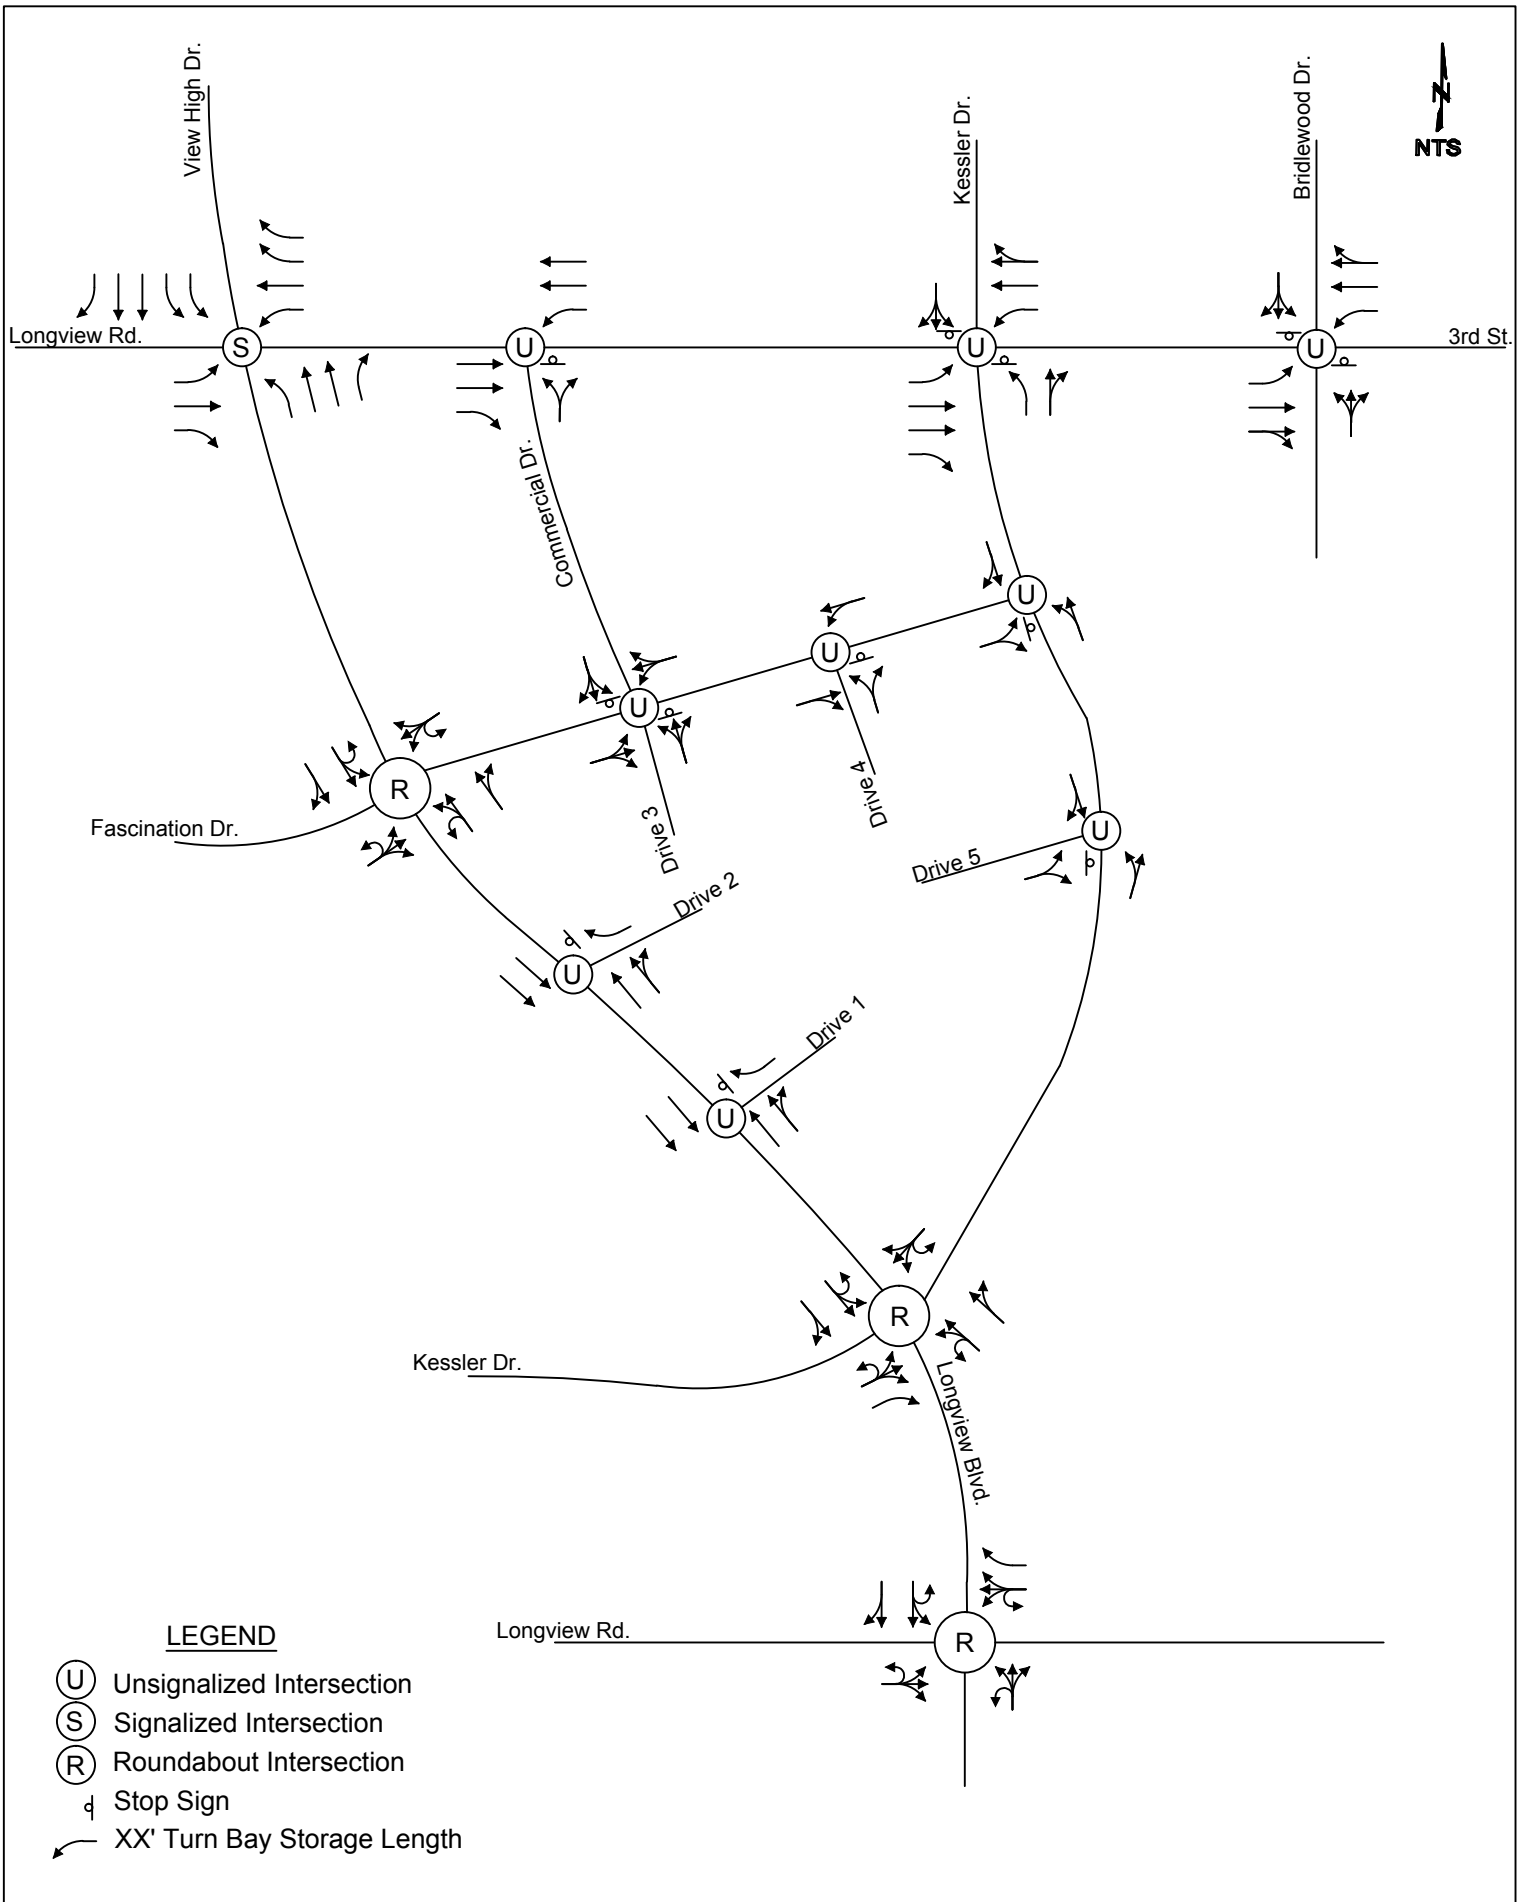 View High Dr.
Kessler Dr.
Bridlewood Dr.
N
NTS
Longview Rd.
S
U
U
U
3rd St.
Commercial Dr.
U
U
U
R
Fascination Dr.
Drive 3
Drive 4
U
Drive 5
Drive 2
U
Drive 1
U
R
Kessler Dr.
Longview Blvd.
Longview Rd.
R
LEGEND
U Unsignalized Intersection
S Signalized Intersection
R Roundabout Intersection
Stop Sign
XX' Turn Bay Storage Length